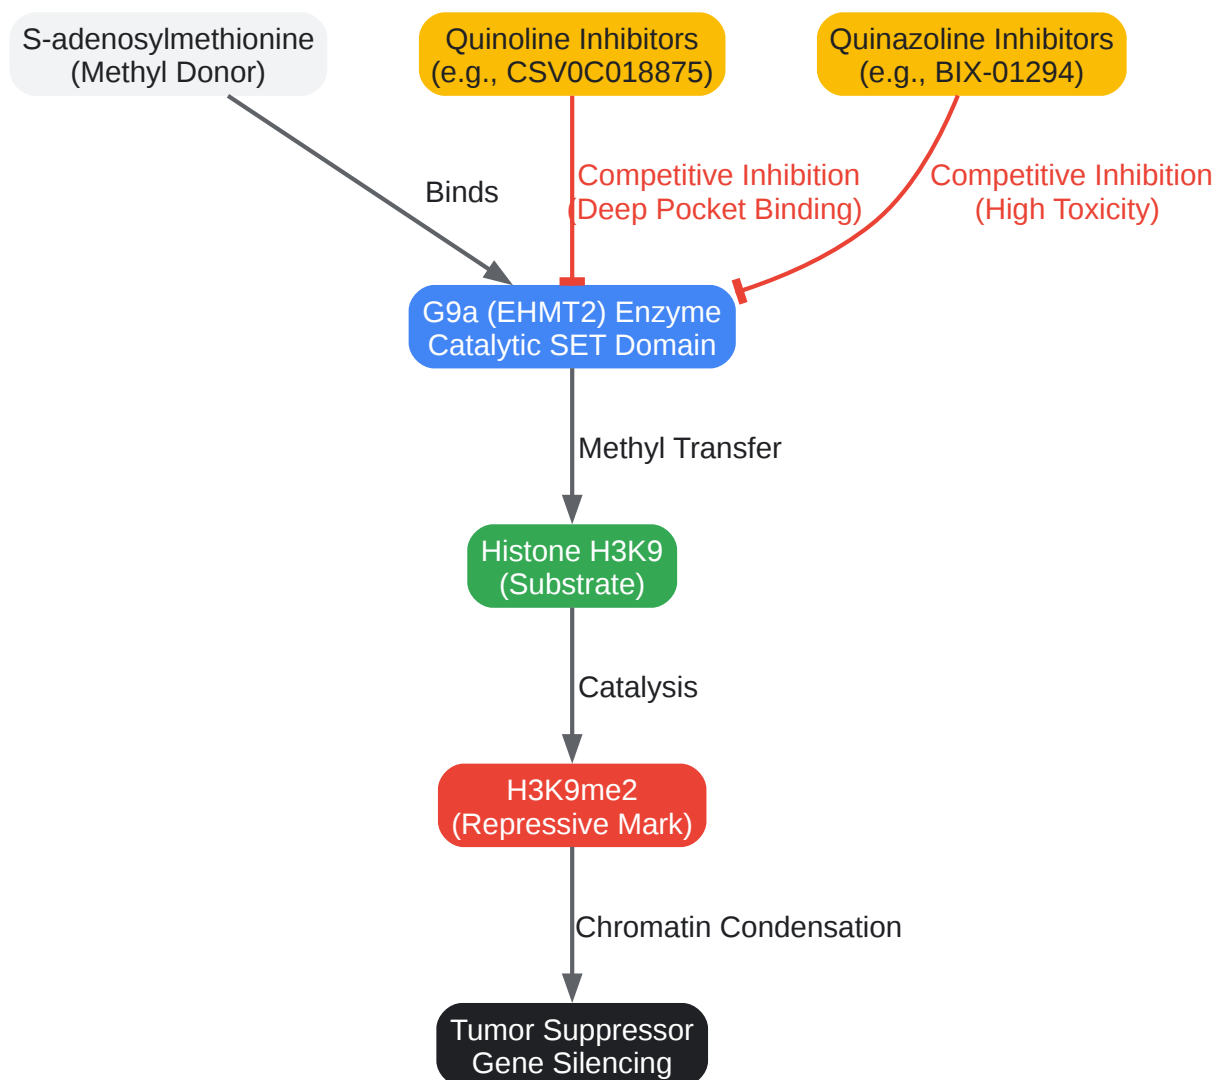 S-adenosylmethionine
(Methyl Donor)
Quinoline Inhibitors
(e.g., CSV0C018875)
Quinazoline Inhibitors
(e.g., BIX-01294)
Binds
Competitive Inhibition
(Deep Pocket Binding)
Competitive Inhibition
(High Toxicity)
G9a (EHMT2) Enzyme
Catalytic SET Domain
Methyl Transfer
Histone H3K9
(Substrate)
Catalysis
H3K9me2
(Repressive Mark)
Chromatin Condensation
Tumor Suppressor
Gene Silencing